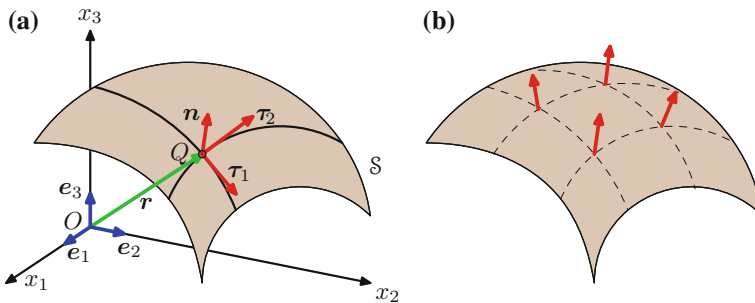 (a)
x₃
n
τ₂
Q
τ₁
S
e₃
r
O
e₁
e₂
x₁
x₂
(b)